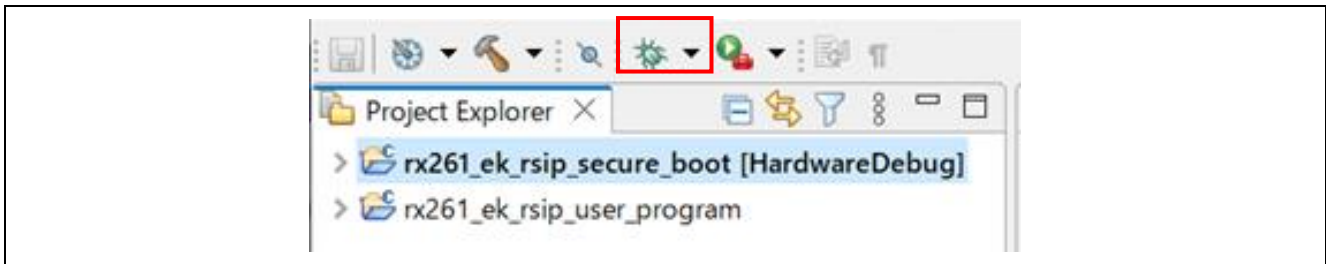 Project Explorer
rx261_ek_rsip_secure_boot [HardwareDebug]
rx261_ek_rsip_user_program